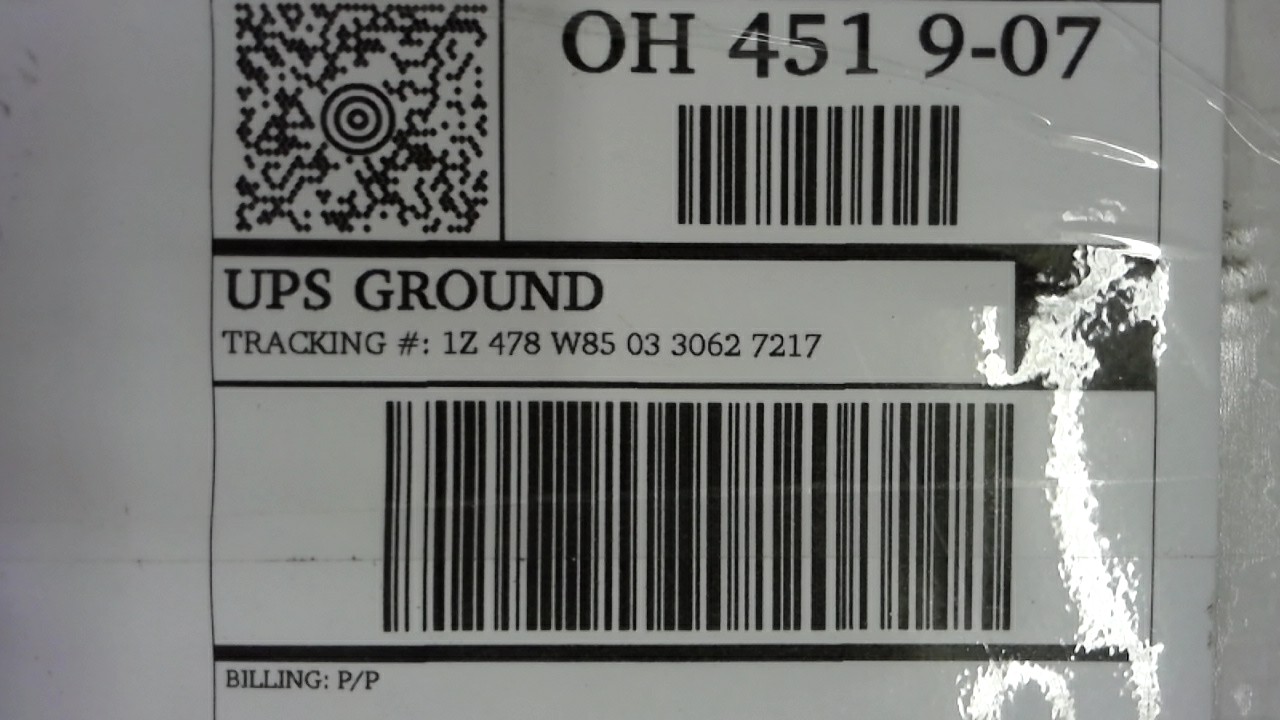 OH 451 9-07
UPS GROUND
TRACKING #: 1Z 478 W85 03 3062 7217
BILLING: P/P